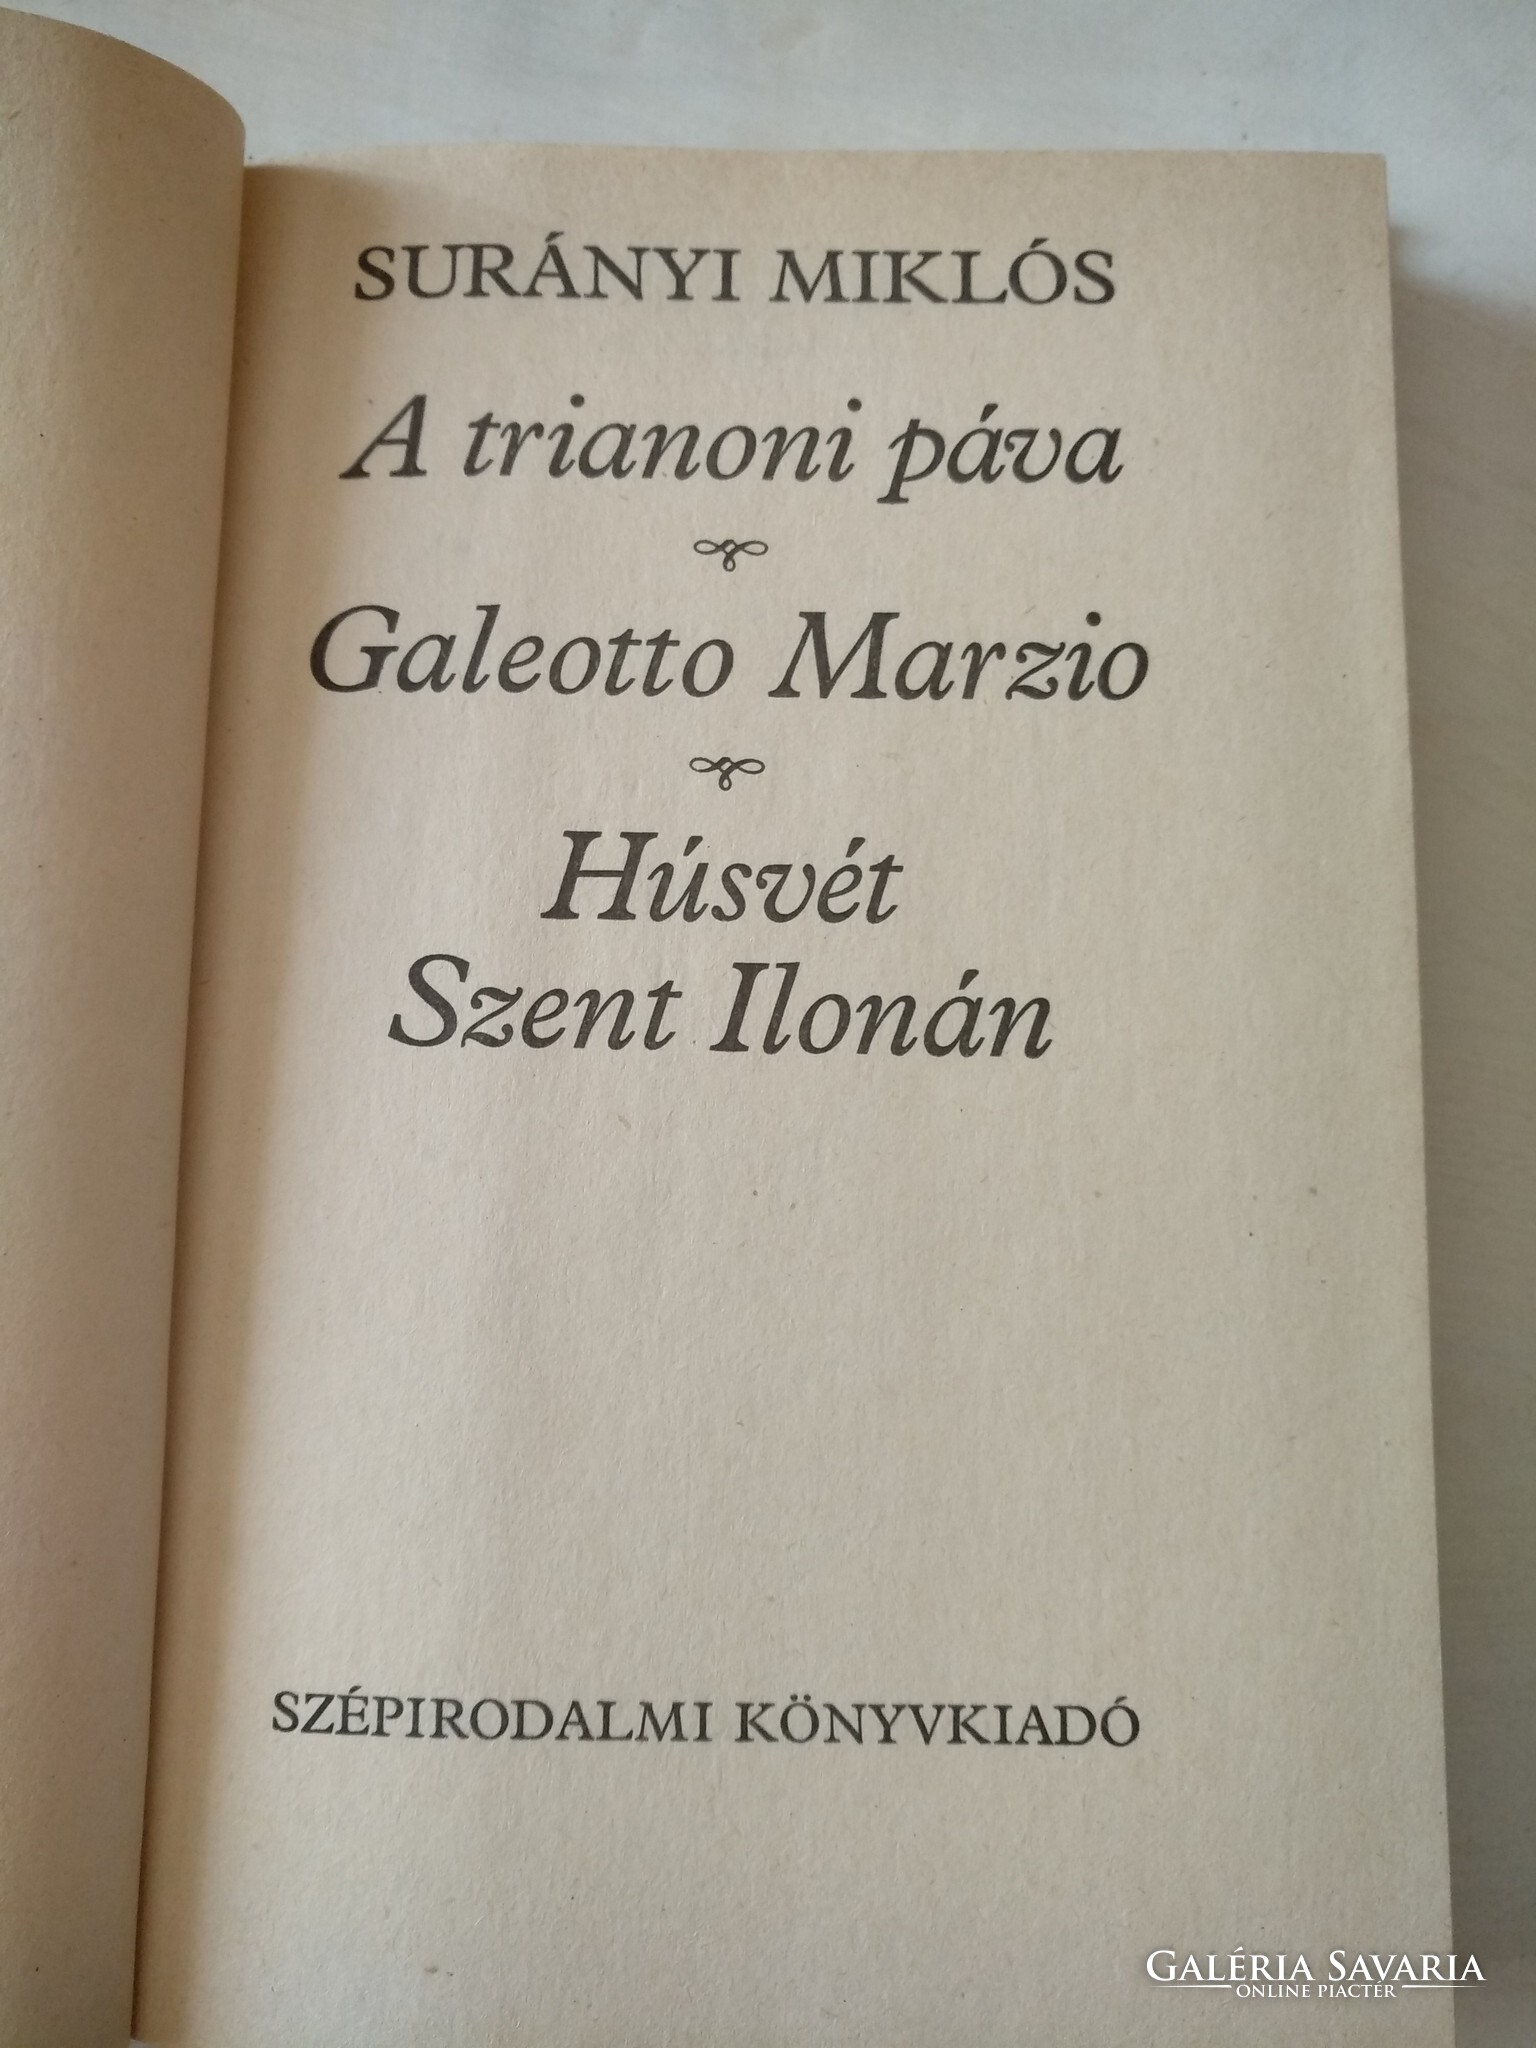 SURÁNYI MIKLÓS
A trianoni páva
Galeotto Marzio
Húsvét
Szent Ilonán
SZÉPIRODALMI KÖNYVKIADÓ
GALÉRIA SAVARIA
ONLINE PIACTÉR